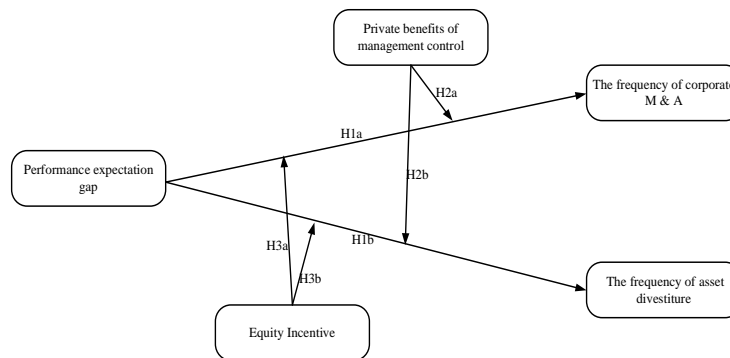 Private benefits of
management control
H2a
The frequency of corporate
M & A
H1a
Performance expectation
gap
H2b
H3a
H1b
H3b
The frequency of asset
divestiture
Equity Incentive